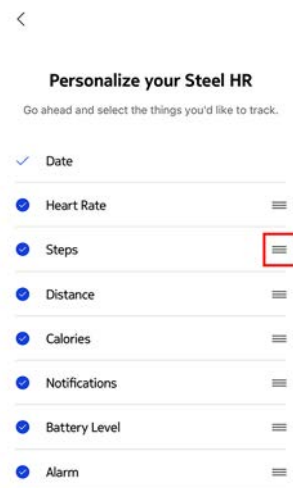 Personalize your Steel HR
Go ahead and select the things you'd like to track.
Date
Heart Rate
Steps
Distance
Calories
Notifications
Battery Level
Alarm